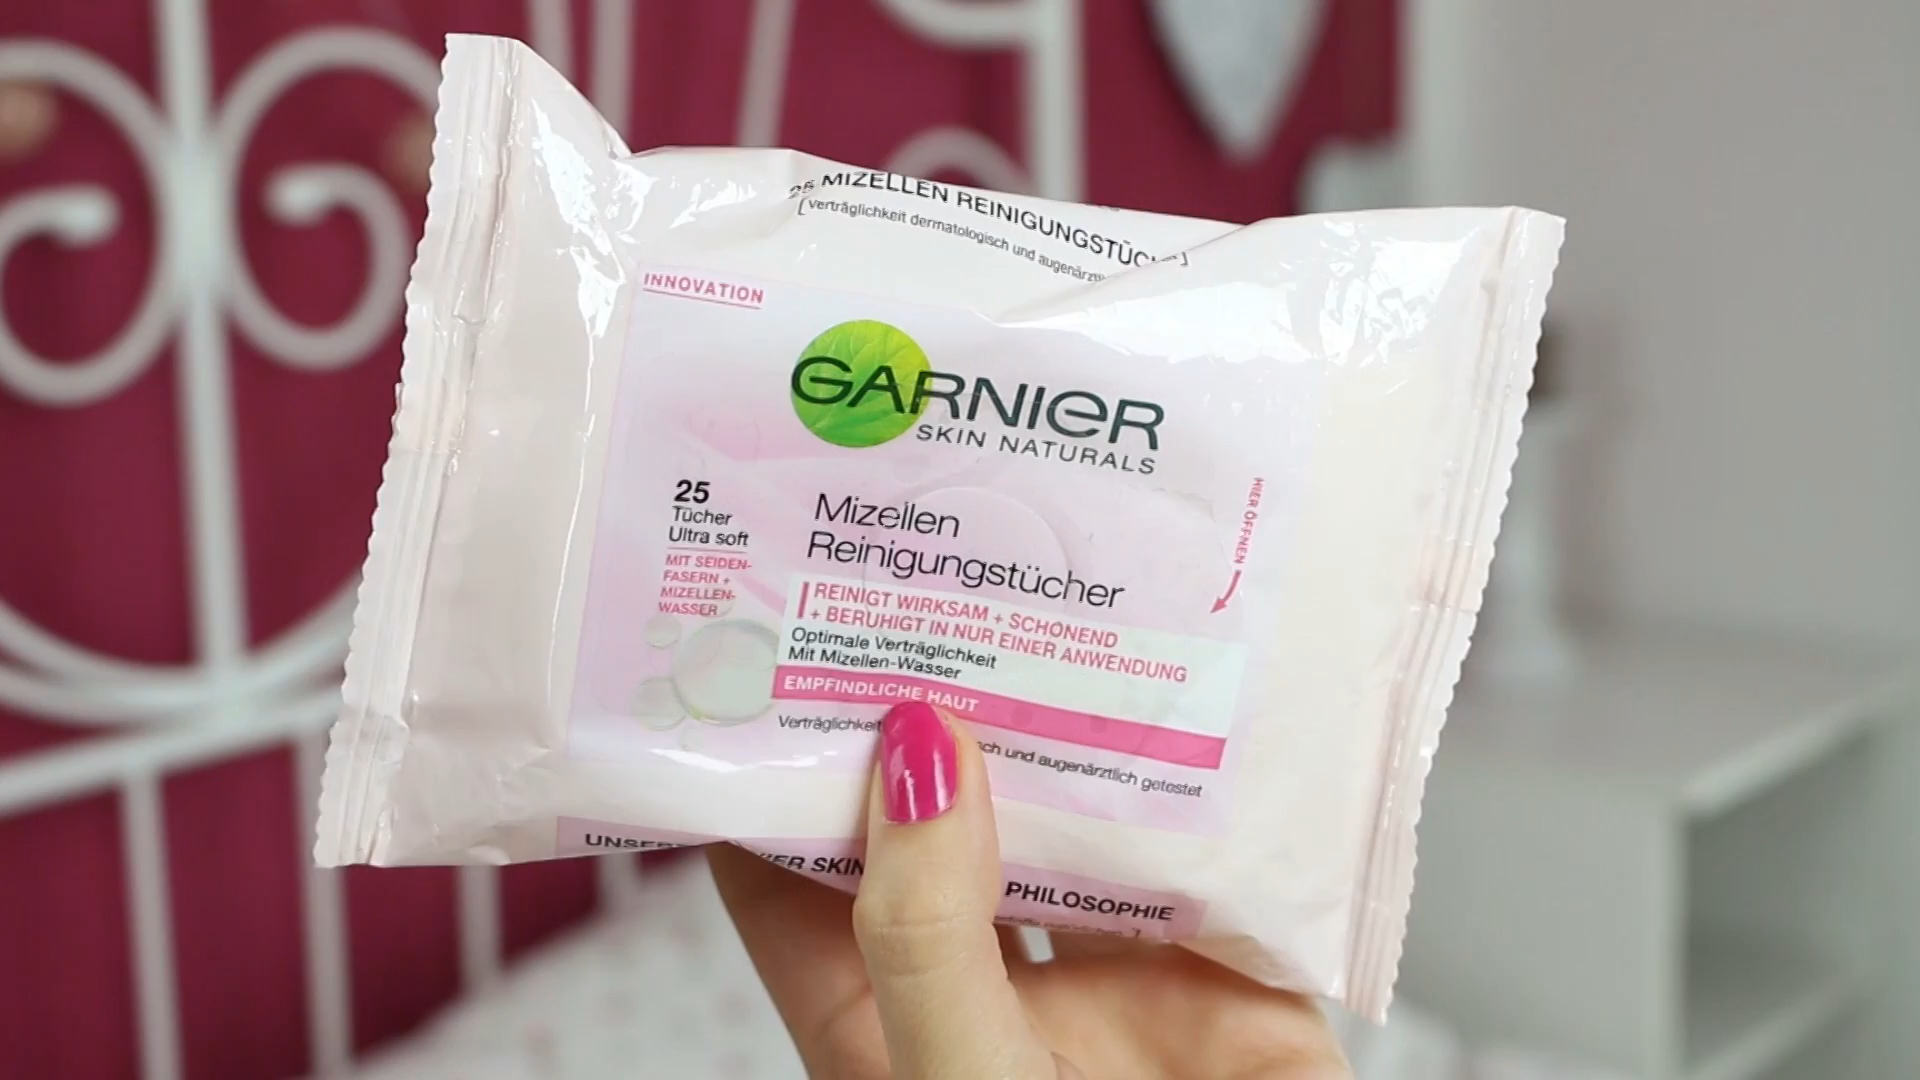 25 MIZELLEN REINIGUNGSTÜC
[Verträglichkeit dermatologisch und
INNOVATION
GARNIER
SKIN NATURALS
25
Tücher
Ultra soft
MIT SEIDEN-
FASERN +
MIZELLEN-
WASSER
HIER ÖFFNEN
Mizellen
Reinigungstücher
REINIGT WIRKSAM + SCHONEND
+ BERUHIGT IN NUR EINER ANWENDUNG
Optimale Verträglichkeit
Mit Mizellen-Wasser
EMPFINDLICHE HAUT
Verträglichkeit und augenärztlich getestet
SKIN PHILOSOPHIE